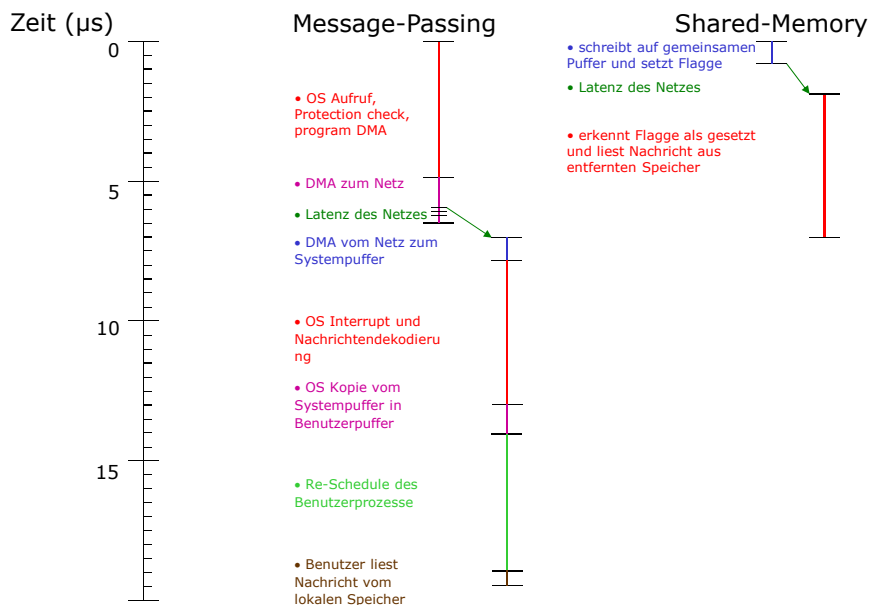 Zeit (µs)
0
5
10
15
Message-Passing
• OS Aufruf,
Protection check,
program DMA
• DMA zum Netz
• Latenz des Netzes
• DMA vom Netz zum
Systempuffer
• OS Interrupt und
Nachrichtendekodieru
ng
• OS Kopie vom
Systempuffer in
Benutzerpuffer
• Re-Schedule des
Benutzerprozesse
• Benutzer liest
Nachricht vom
lokalen Speicher
Shared-Memory
• schreibt auf gemeinsamen
Puffer und setzt Flagge
• Latenz des Netzes
• erkennt Flagge als gesetzt
und liest Nachricht aus
entfernten Speicher